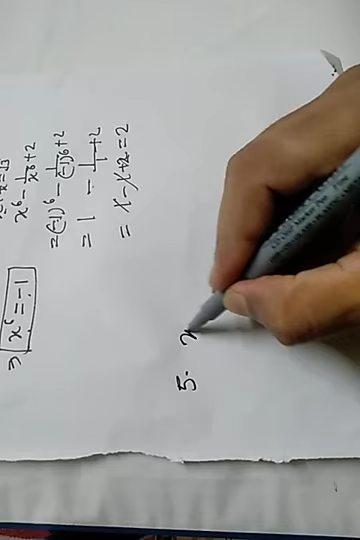 x⁶ - 1/x⁶ + 2
= (-1)⁶ - 1/(-1)⁶ + 2
= 1 - 1/1 + 2
= 1 - 1 + 2 = 2
⇒ x⁶ = -1
5. x